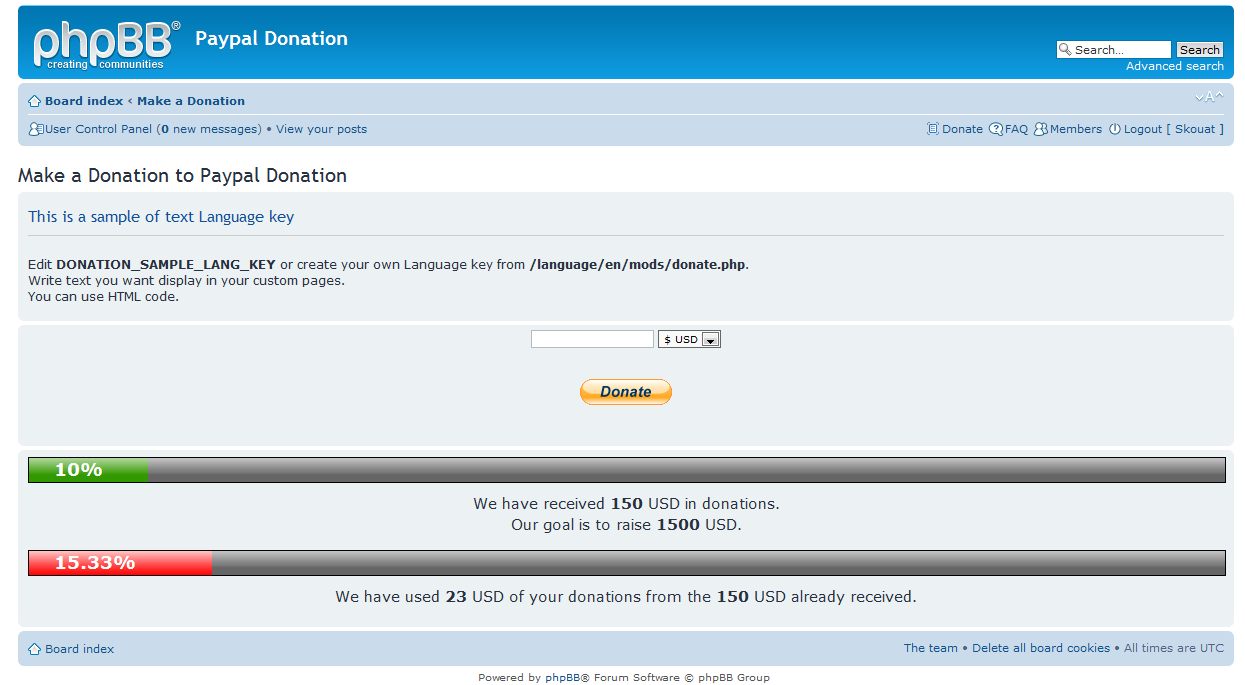 phpBB®
creating communities
Paypal Donation
Search...
Search
Advanced search
Board index ‹ Make a Donation
A
User Control Panel (0 new messages) • View your posts
Donate FAQ Members Logout [ Skouat ]
Make a Donation to Paypal Donation
This is a sample of text Language key
Edit DONATION_SAMPLE_LANG_KEY or create your own Language key from /language/en/mods/donate.php.
Write text you want display in your custom pages.
You can use HTML code.
$ USD
Donate
10%
We have received 150 USD in donations.
Our goal is to raise 1500 USD.
15.33%
We have used 23 USD of your donations from the 150 USD already received.
Board index
The team • Delete all board cookies • All times are UTC
Powered by phpBB® Forum Software © phpBB Group